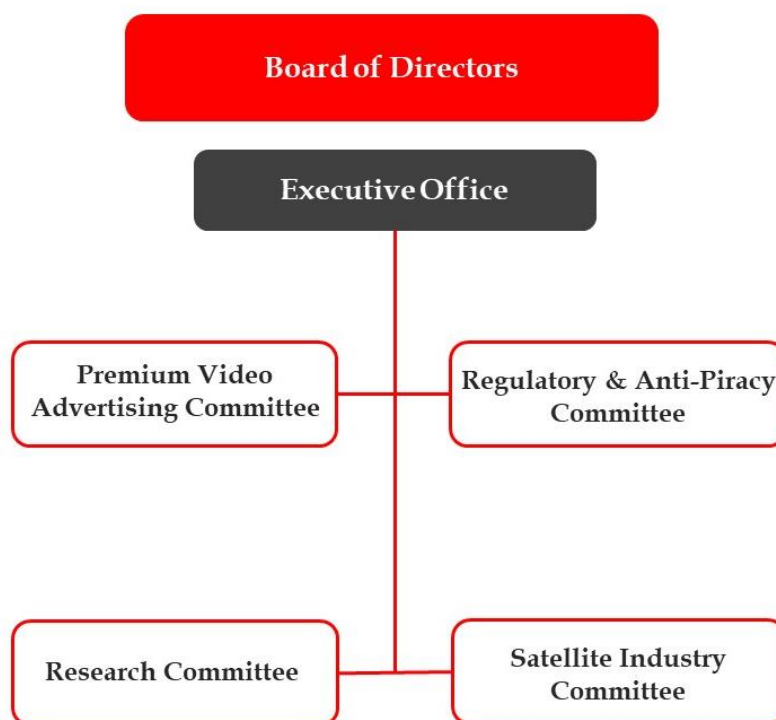 Board of Directors
Executive Office
Premium Video
Advertising Committee
Regulatory & Anti-Piracy
Committee
Research Committee
Satellite Industry
Committee